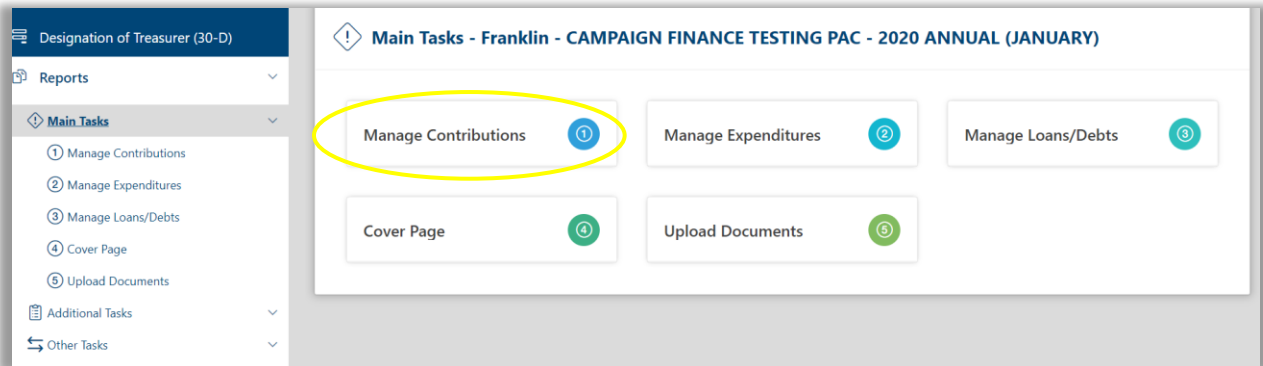 Designation of Treasurer (30-D)
Reports
Main Tasks
1 Manage Contributions
2 Manage Expenditures
3 Manage Loans/Debts
4 Cover Page
5 Upload Documents
Additional Tasks
Other Tasks
Main Tasks - Franklin - CAMPAIGN FINANCE TESTING PAC - 2020 ANNUAL (JANUARY)
Manage Contributions 1
Manage Expenditures 2
Manage Loans/Debts 3
Cover Page 4
Upload Documents 5